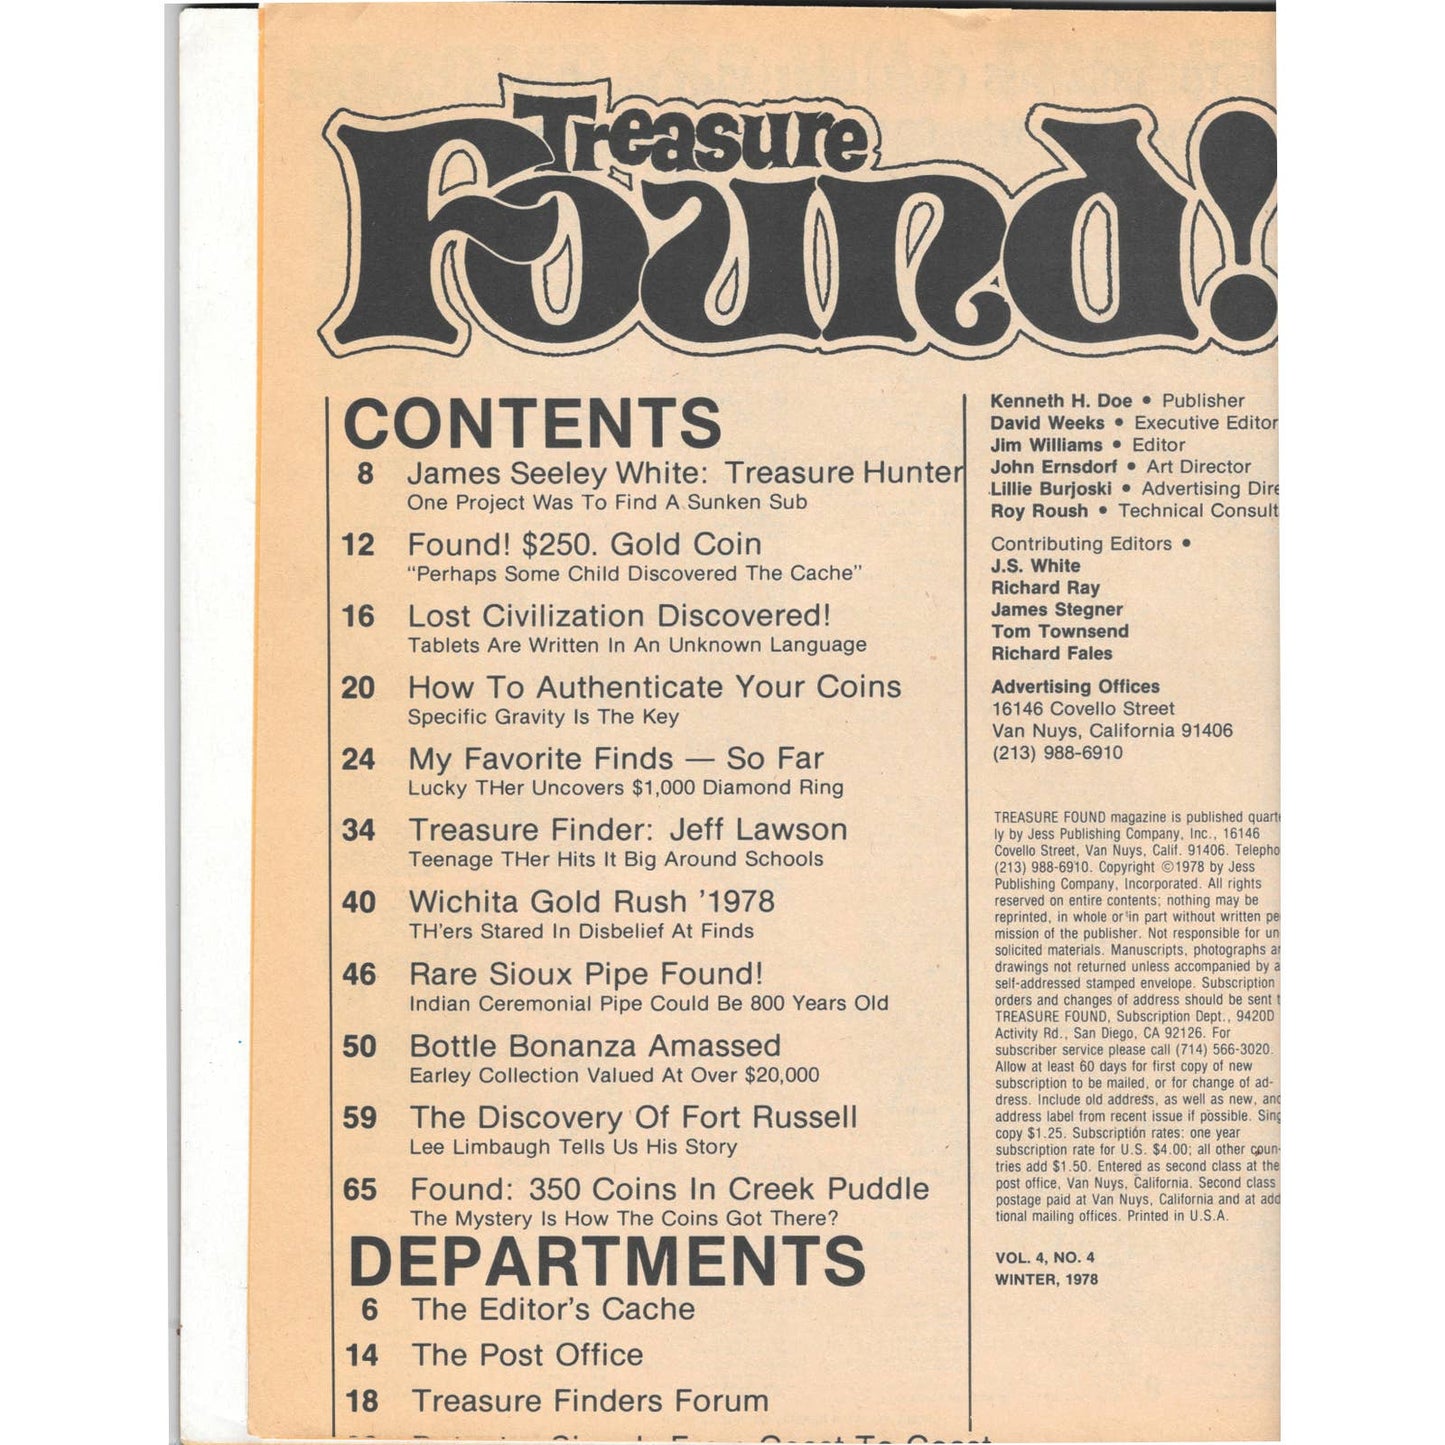 Treasure
Found!
CONTENTS
8 James Seeley White: Treasure Hunter
One Project Was To Find A Sunken Sub
12 Found! $250. Gold Coin
“Perhaps Some Child Discovered The Cache”
16 Lost Civilization Discovered!
Tablets Are Written In An Unknown Language
20 How To Authenticate Your Coins
Specific Gravity Is The Key
24 My Favorite Finds — So Far
Lucky THer Uncovers $1,000 Diamond Ring
34 Treasure Finder: Jeff Lawson
Teenage THer Hits It Big Around Schools
40 Wichita Gold Rush ’1978
TH’ers Stared In Disbelief At Finds
46 Rare Sioux Pipe Found!
Indian Ceremonial Pipe Could Be 800 Years Old
50 Bottle Bonanza Amassed
Earley Collection Valued At Over $20,000
59 The Discovery Of Fort Russell
Lee Limbaugh Tells Us His Story
65 Found: 350 Coins In Creek Puddle
The Mystery Is How The Coins Got There?
DEPARTMENTS
6 The Editor’s Cache
14 The Post Office
18 Treasure Finders Forum
Kenneth H. Doe • Publisher
David Weeks • Executive Editor
Jim Williams • Editor
John Ernsdorf • Art Director
Lillie Burjoski • Advertising Dire
Roy Roush • Technical Consult
Contributing Editors •
J.S. White
Richard Ray
James Stegner
Tom Townsend
Richard Fales
Advertising Offices
16146 Covello Street
Van Nuys, California 91406
(213) 988-6910
TREASURE FOUND magazine is published quart
ly by Jess Publishing Company, Inc., 16146
Covello Street, Van Nuys, Calif. 91406. Telepho
(213) 988-6910. Copyright ©1978 by Jess
Publishing Company, Incorporated. All rights
reserved on entire contents; nothing may be
reprinted, in whole or in part without written pe
mission of the publisher. Not responsible for un
solicited materials. Manuscripts, photographs a
drawings not returned unless accompanied by a
self-addressed stamped envelope. Subscription
orders and changes of address should be sent t
TREASURE FOUND, Subscription Dept., 9420D
Activity Rd., San Diego, CA 92126. For
subscriber service please call (714) 566-3020.
Allow at least 60 days for first copy of new
subscription to be mailed, or for change of ad-
dress. Include old address, as well as new, and
address label from recent issue if possible. Sing
copy $1.25. Subscription rates: one year
subscription rate for U.S. $4.00; all other coun-
tries add $1.50. Entered as second class at the
post office, Van Nuys, California. Second class
postage paid at Van Nuys, California and at add
tional mailing offices. Printed in U.S.A.
VOL. 4, NO. 4
WINTER, 1978